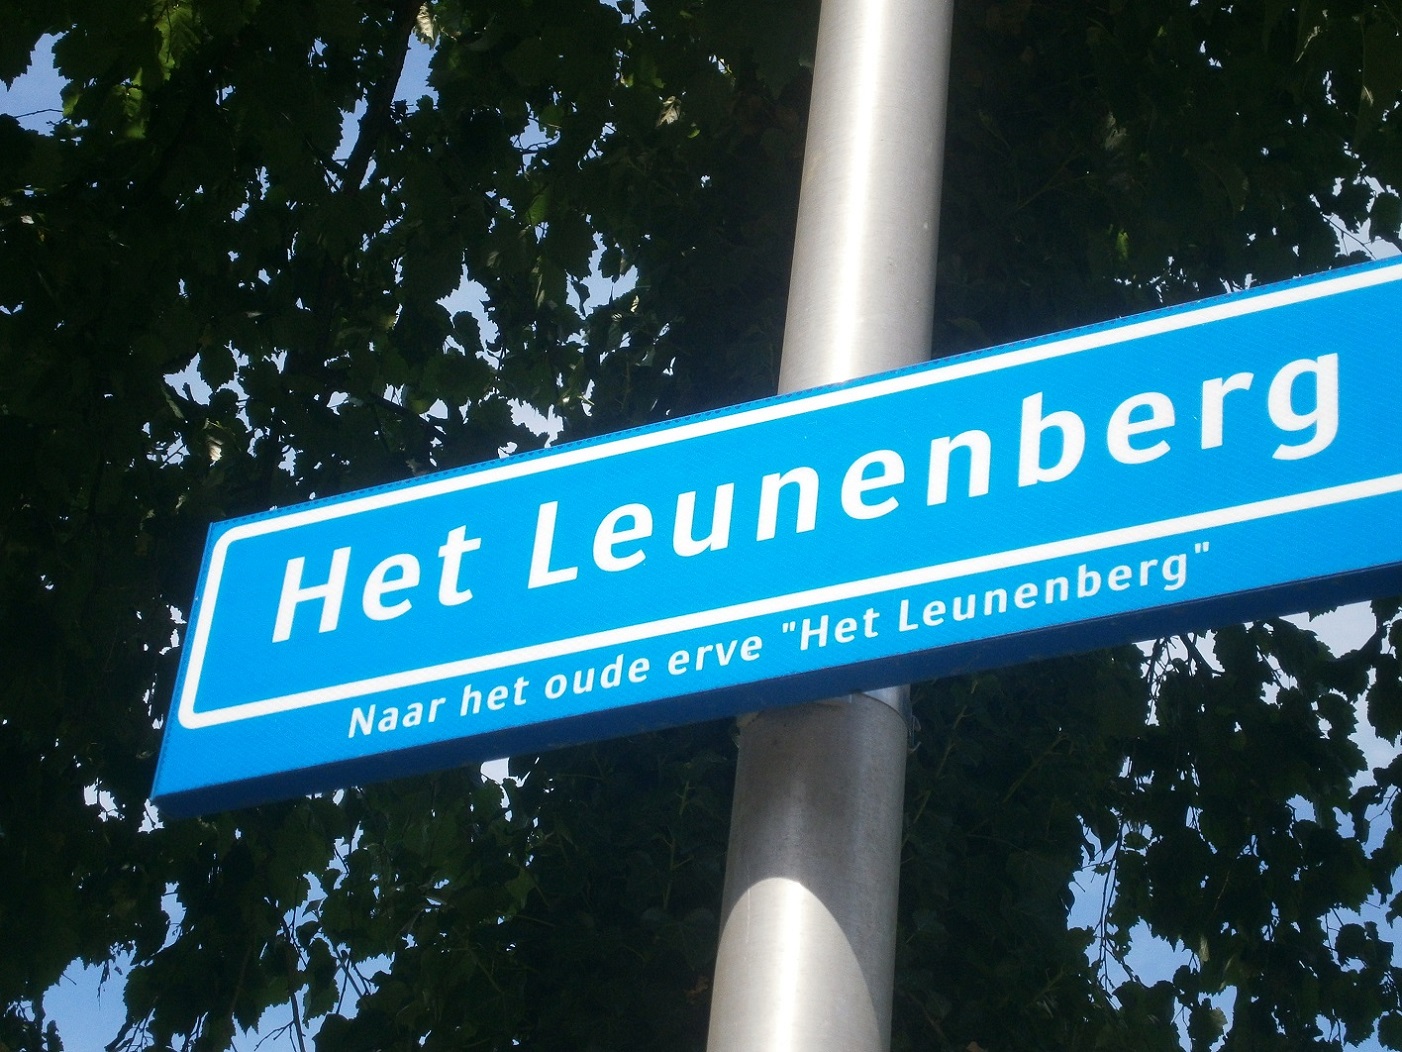 Het Leunenberg
Naar het oude erve "Het Leunenberg"